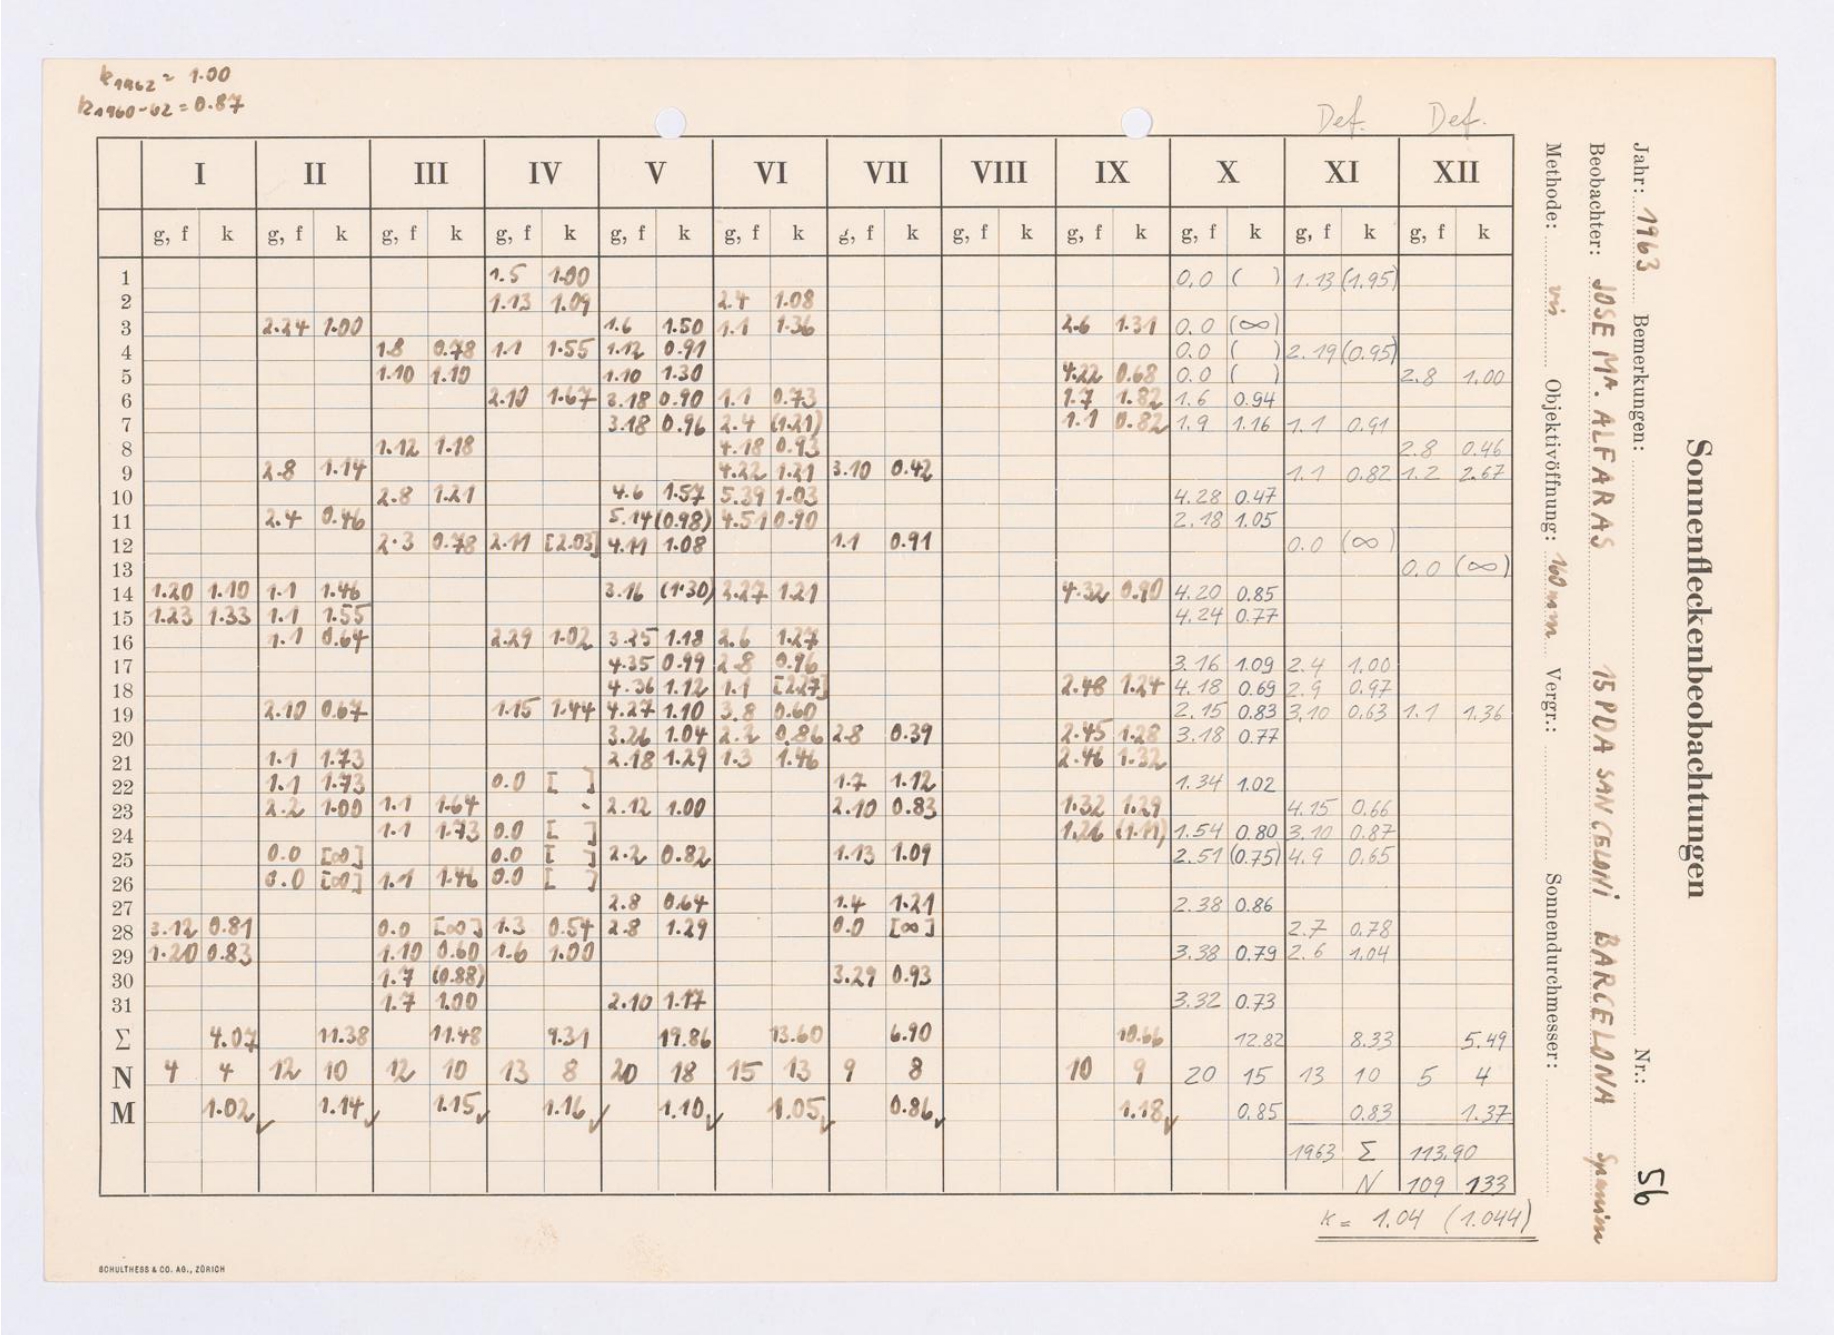 k1962 = 1.00
k1960-62 = 0.87
Def. Def.
I II III IV V VI VII VIII IX X XI XII
g, f k g, f k g, f k g, f k g, f k g, f k g, f k g, f k g, f k g, f k g, f k g, f k
1 1.5 1.00 0.0 ( ) 1.13 (1.95)
2 1.13 1.09 2.4 1.08
3 2.24 1.00 1.6 1.50 1.1 1.36 2.6 1.31 0.0 (∞)
4 1.8 0.78 1.1 1.55 1.12 0.91 0.0 ( ) 2.19 (0.95)
5 1.10 1.10 1.10 1.30 4.22 0.68 0.0 ( ) 2.8 1.00
6 2.10 1.67 3.18 0.90 1.1 0.73 1.7 1.82 1.6 0.94
7 3.18 0.96 2.4 (1.21) 1.1 0.82 1.9 1.16 1.1 0.91
8 1.12 1.18 4.18 0.93 2.8 0.46
9 2.8 1.14 4.22 1.21 3.10 0.42 1.1 0.82 1.2 2.67
10 2.8 1.21 4.6 1.57 5.39 1.03 4.28 0.47
11 2.4 0.46 5.14 (0.98) 4.51 0.90 2.18 1.05
12 2.3 0.78 2.11 [2.03] 4.11 1.08 1.1 0.91 0.0 (∞)
13 0.0 (∞)
14 1.20 1.10 1.1 1.46 3.16 (1.30) 1.21 4.32 0.90 4.20 0.85
15 1.23 1.33 1.1 1.55 4.24 0.77
16 1.1 0.64 2.29 1.02 3.25 1.18 2.6 1.27
17 4.35 0.99 2.8 0.96 3.16 1.09 2.4 1.00
18 4.36 1.12 1.1 [2.27] 2.48 1.24 4.18 0.69 2.9 0.97
19 2.10 0.67 1.15 1.44 4.27 1.10 3.8 0.60 2.15 0.83 3.10 0.63 1.1 1.36
20 3.26 1.04 2.2 0.86 2.8 0.39 2.45 1.28 3.18 0.77
21 1.1 1.73 2.18 1.29 1.3 1.46 2.46 1.32
22 1.1 1.73 0.0 [ ] 1.7 1.12 1.34 1.02
23 2.2 1.00 1.1 1.64 2.12 1.00 2.10 0.83 1.32 1.29 4.15 0.66
24 1.1 1.73 0.0 [ ] 1.26 (1.11) 1.54 0.80 3.10 0.87
25 0.0 [∞] 0.0 [ ] 2.2 0.82 1.13 1.09 2.51 (0.75) 4.9 0.65
26 0.0 [∞] 1.1 1.46 0.0 [ ]
27 2.8 0.64 1.4 1.21 2.38 0.86
28 3.12 0.81 0.0 [∞] 1.3 0.54 2.8 1.29 0.0 [∞] 2.7 0.78
29 1.20 0.83 1.10 0.60 1.6 1.00 3.38 0.79 2.6 1.04
30 1.7 (0.88) 3.29 0.93
31 1.7 1.00 2.10 1.17 3.32 0.73
Σ 4.07 11.38 11.48 9.31 19.86 13.60 6.90 10.66 12.82 8.33 5.49
N 4 4 12 10 12 10 13 8 20 18 15 13 9 8 10 9 20 15 13 10 5 4
M 1.02 1.14 1.15 1.16 1.10 1.05 0.86 1.18 0.85 0.83 1.37
1963 Σ 113.90
N 109 133
k = 1.04 (1.044)
SCHULTHESS & CO. AG., ZÜRICH
Sonnenfleckenbeobachtungen
Jahr: 1963 Bemerkungen: Nr.: 56
Beobachter: JOSE Mª. ALFARAS 15 PDA SANCELONI BARCELONA Spanien
Methode: vis Objektivöffnung: 160 mm Vergr.: Sonnendurchmesser: